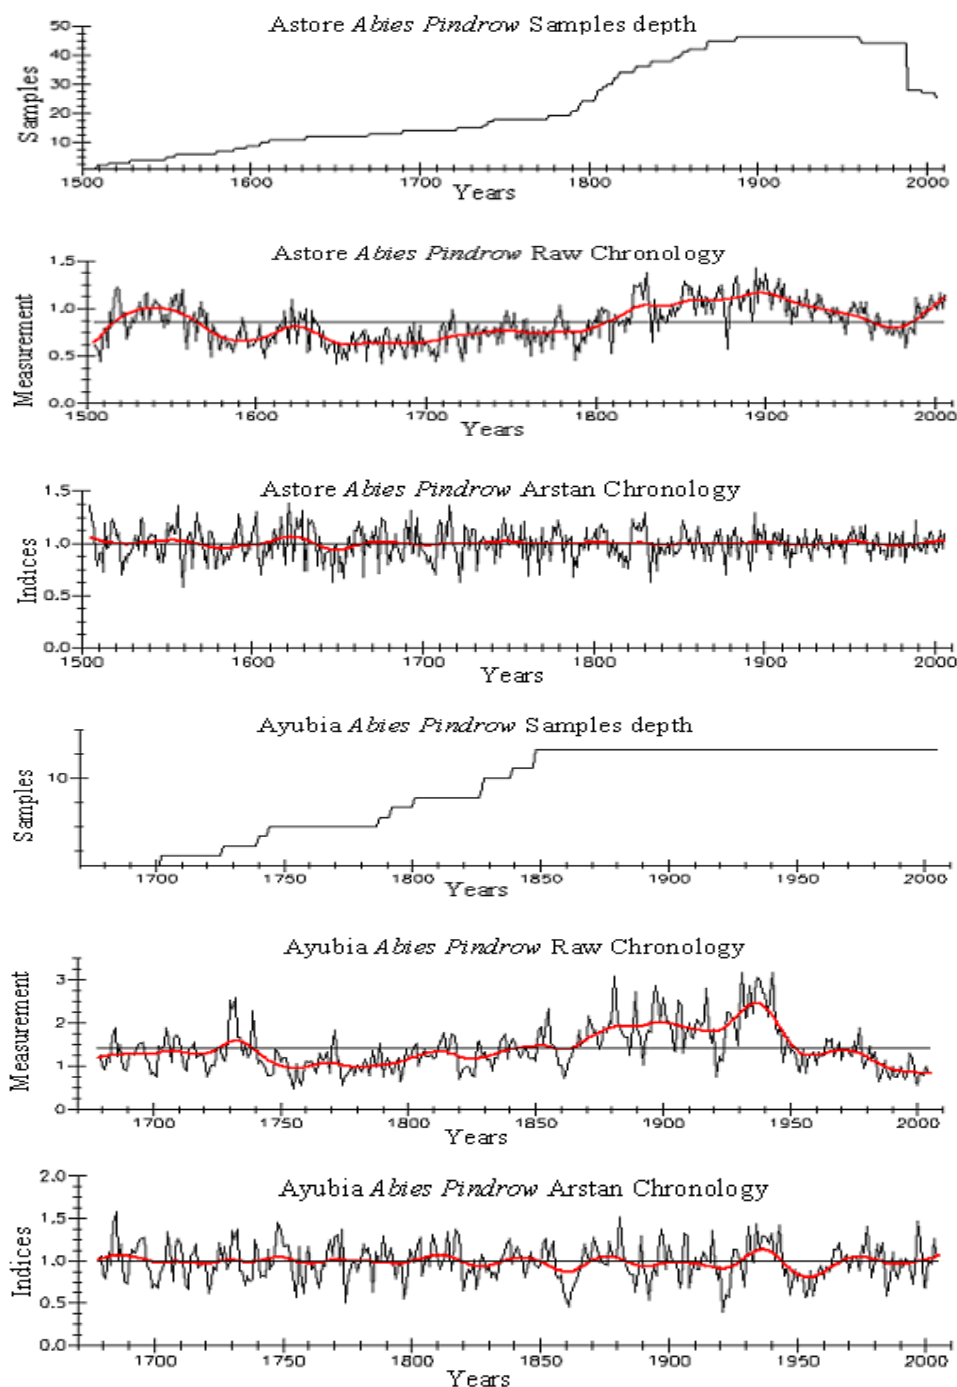 Astore Abies Pindrow Samples depth
50
40
30
20
10
Samples
1500 1600 1700 1800 1900 2000
Years
Astore Abies Pindrow Raw Chronology
1.5
1.0
0.5
0.0
Measurement
1500 1600 1700 1800 1900 2000
Years
Astore Abies Pindrow Arstan Chronology
1.5
1.0
0.5
0.0
Indices
1500 1600 1700 1800 1900 2000
Years
Ayubia Abies Pindrow Samples depth
10
Samples
1700 1750 1800 1850 1900 1950 2000
Years
Ayubia Abies Pindrow Raw Chronology
3
2
1
0
Measurement
1700 1750 1800 1850 1900 1950 2000
Years
Ayubia Abies Pindrow Arstan Chronology
2.0
1.5
1.0
0.5
0.0
Indices
1700 1750 1800 1850 1900 1950 2000
Years